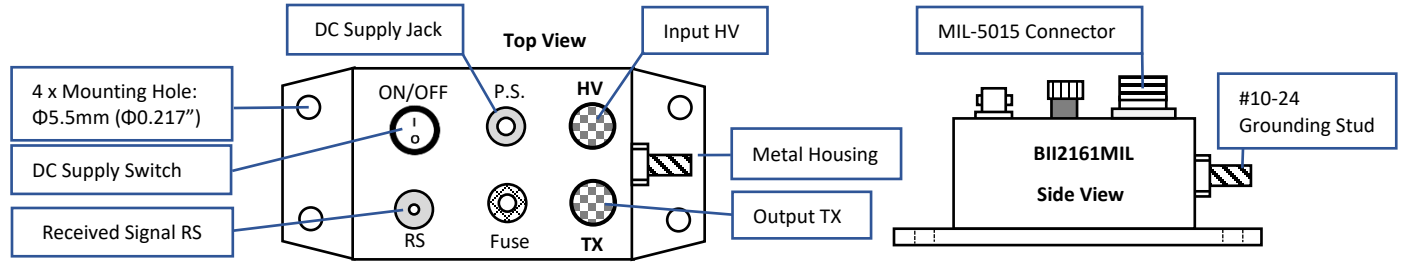 DC Supply Jack
Top View
Input HV
MIL-5015 Connector
4 x Mounting Hole:
Φ5.5mm (Φ0.217”)
ON/OFF
P.S.
HV
#10-24
Grounding Stud
I
O
DC Supply Switch
Metal Housing
BII2161MIL
Side View
Received Signal RS
Output TX
RS
Fuse
TX